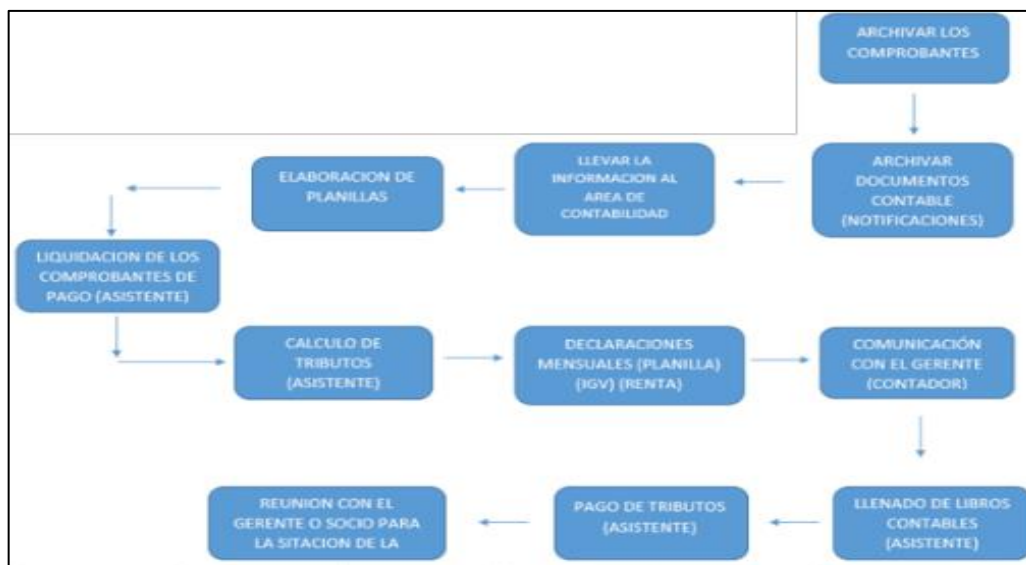 ARCHIVAR LOS
COMPROBANTES
ARCHIVAR
DOCUMENTOS
CONTABLE
(NOTIFICACIONES)
LLEVAR LA
INFORMACION AL
AREA DE
CONTABILIDAD
ELABORACION DE
PLANILLAS
LIQUIDACION DE LOS
COMPROBANTES DE
PAGO (ASISTENTE)
CALCULO DE
TRIBUTOS
(ASISTENTE)
DECLARACIONES
MENSUALES (PLANILLA)
(IGV) (RENTA)
COMUNICACIÓN
CON EL GERENTE
(CONTADOR)
LLENADO DE LIBROS
CONTABLES
(ASISTENTE)
PAGO DE TRIBUTOS
(ASISTENTE)
REUNION CON EL
GERENTE O SOCIO PARA
LA SITACION DE LA